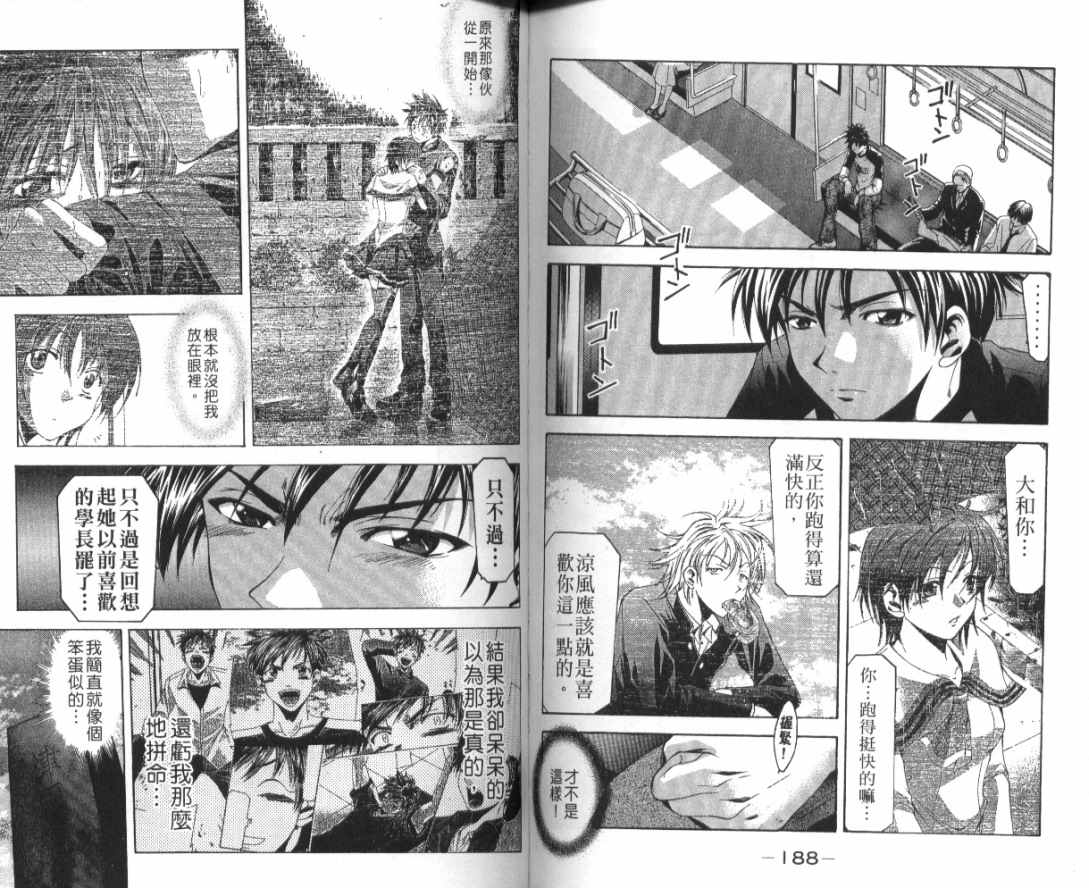 ゴトン
ゴトン
ゴトン
ゴトン
………
大和你…
你…跑得挺快的嘛…
反正你跑得算還
滿快的，
涼風應該就是喜
歡你這一點的。
握緊！
才不是
這樣！
—188—
原來那傢伙
從一開始…
根本就沒把我
放在眼裡。
只不過…
只不過是回想
起她以前喜歡
的學長罷了…
結果我卻呆呆的
以為那是真的，
還虧我那麼
地拼命…
我簡直就像個
笨蛋似的…